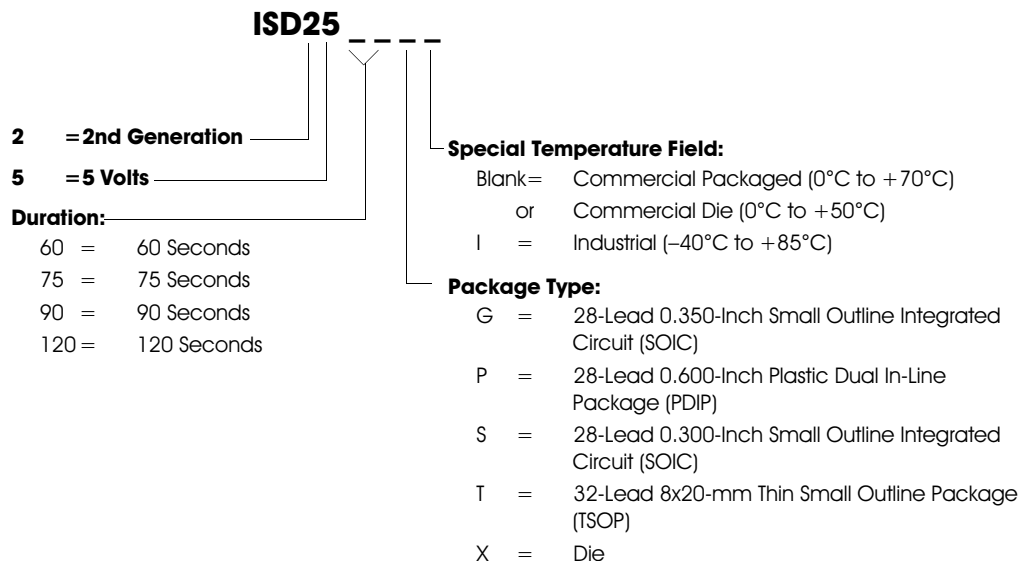 ISD25 _ _ _ _
2 =2nd Generation
5 =5 Volts
Duration:
60 = 60 Seconds
75 = 75 Seconds
90 = 90 Seconds
120= 120 Seconds
Special Temperature Field:
Blank= Commercial Packaged (0°C to +70°C)
or Commercial Die (0°C to +50°C)
I = Industrial (–40°C to +85°C)
Package Type:
G = 28-Lead 0.350-Inch Small Outline Integrated
Circuit (SOIC)
P = 28-Lead 0.600-Inch Plastic Dual In-Line
Package (PDIP)
S = 28-Lead 0.300-Inch Small Outline Integrated
Circuit (SOIC)
T = 32-Lead 8x20-mm Thin Small Outline Package
(TSOP)
X = Die